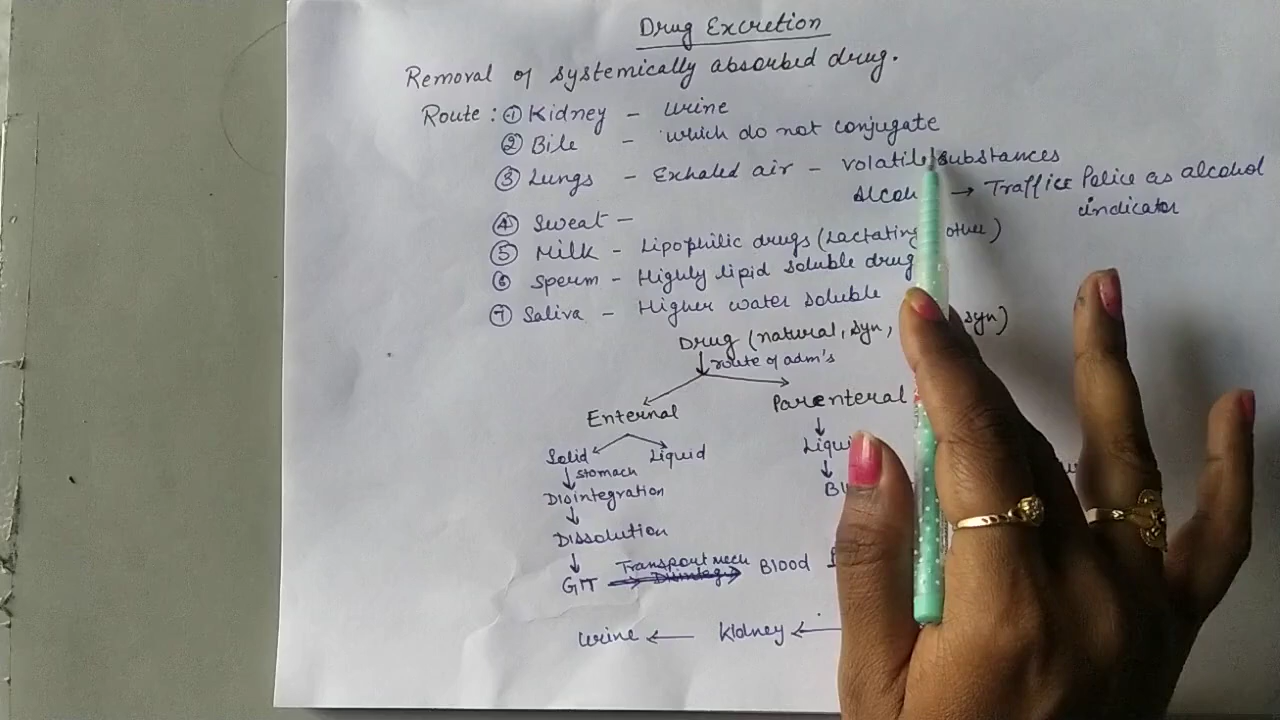 Drug Excretion
Removal of systemically absorbed drug.
Route : ① Kidney – urine
② Bile – which do not conjugate
③ Lungs – Exhaled air – volatile substances
→ Traffice Police as alcohol
indicator
④ Sweat –
⑤ Milk – Lipophilic drugs (Lactating
⑥ Sperm – Highly lipid soluble drug
⑦ Saliva – Higher water soluble
Drug (natural, syn, syn)
↓ route of adm's
Enternal Parenteral
Solid Liquid
↓ stomach ↓
Disintegration ↓
↓
Dissolution
↓
GIT Transport mech → Blood
urine ← Kidney ←